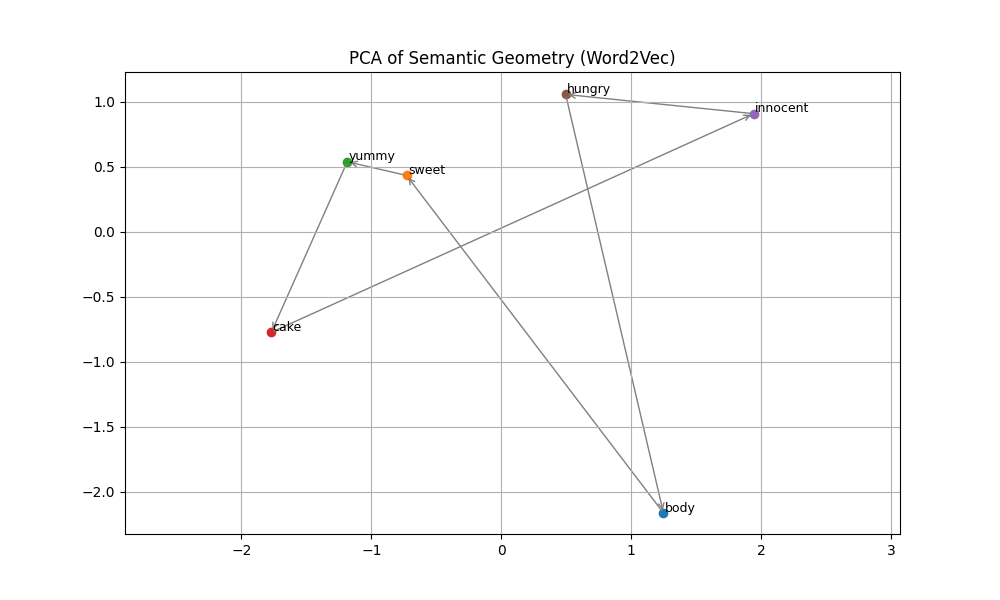 PCA of Semantic Geometry (Word2Vec)
1.0
0.5
0.0
−0.5
−1.0
−1.5
−2.0
hungry
innocent
yummy
sweet
cake
body
−2
−1
0
1
2
3